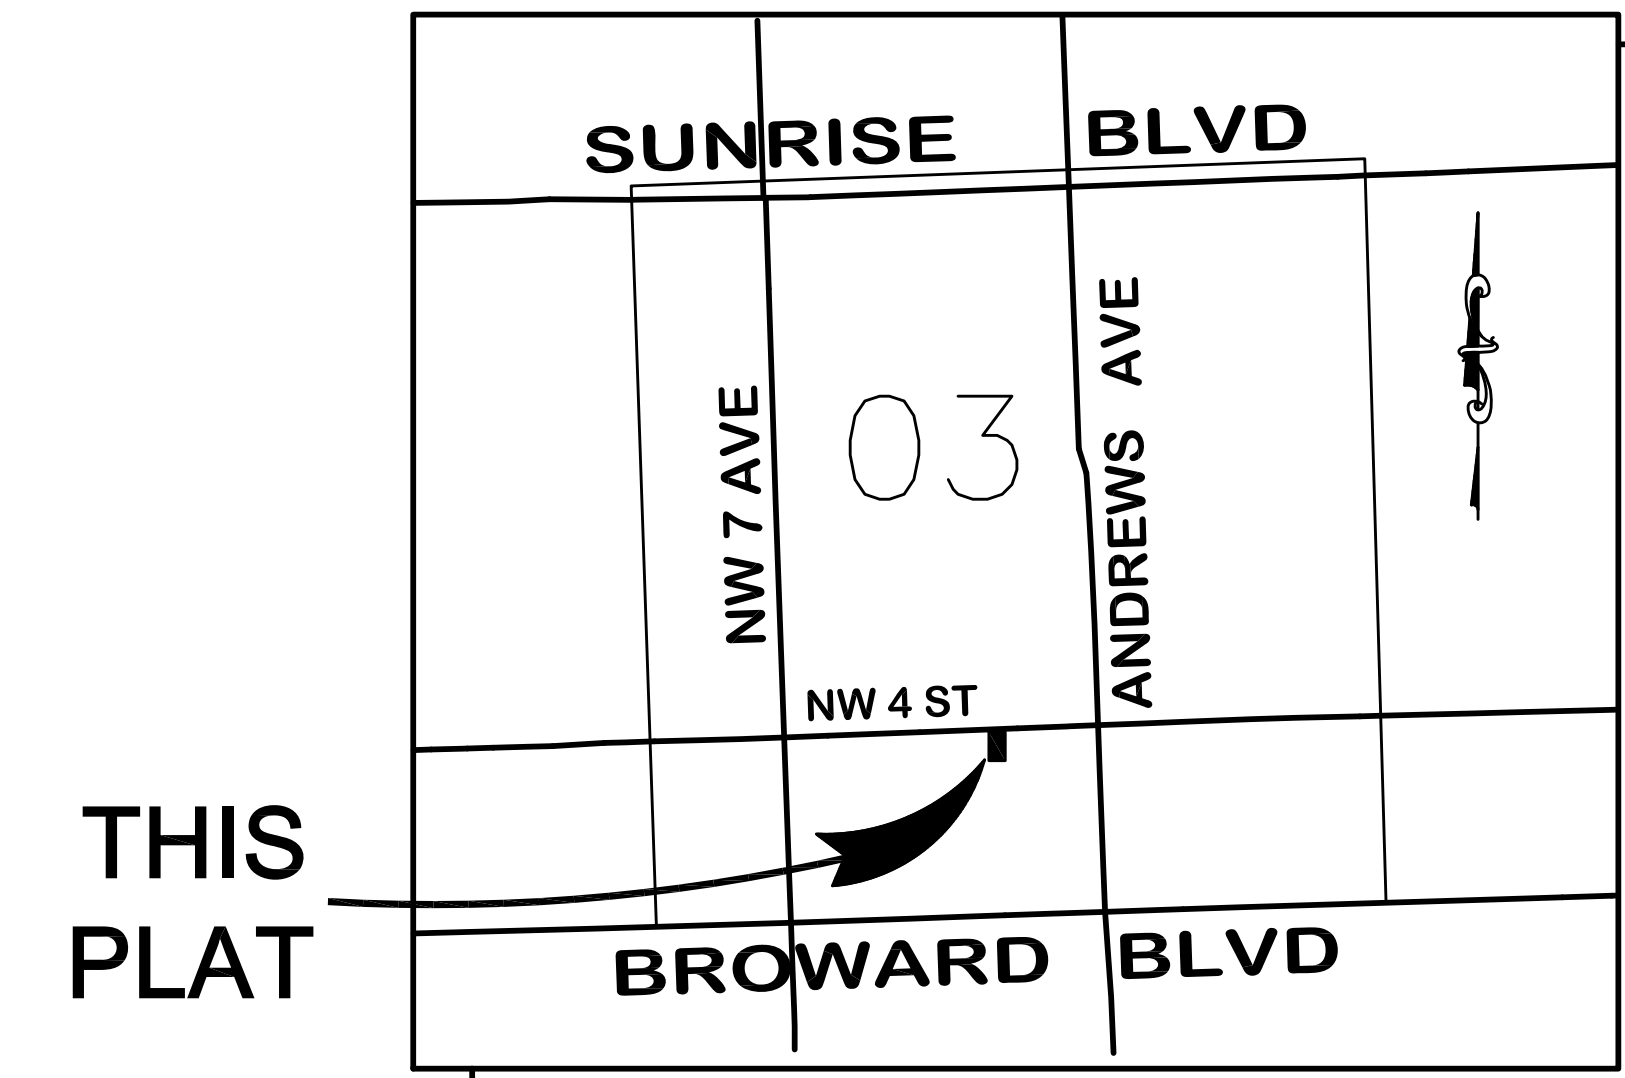 SUNRISE BLVD
NW 7 AVE
03
ANDREWS AVE
NW 4 ST
THIS
PLAT
BROWARD BLVD